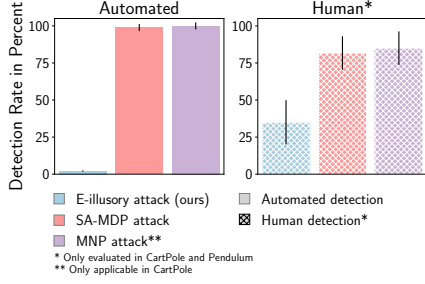 Automated
Human*
Detection Rate in Percent
100
75
50
25
0
100
75
50
25
0
E-illusory attack (ours)
SA-MDP attack
MNP attack**
Automated detection
Human detection*
* Only evaluated in CartPole and Pendulum
** Only applicable in CartPole